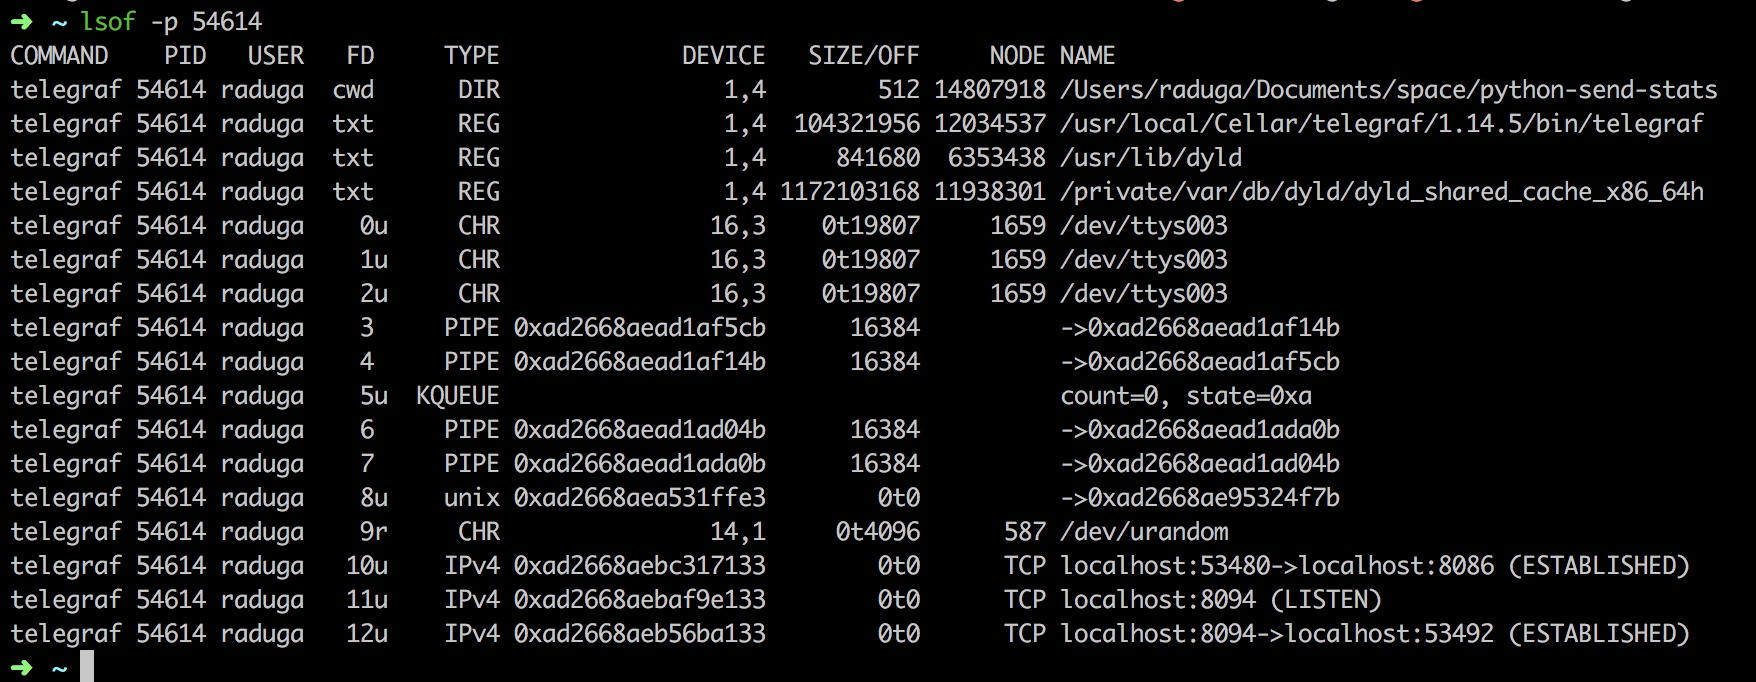 ➜ ~ lsof -p 54614
COMMAND PID USER FD TYPE DEVICE SIZE/OFF NODE NAME
telegraf 54614 raduga cwd DIR 1,4 512 14807918 /Users/raduga/Documents/space/python-send-stats
telegraf 54614 raduga txt REG 1,4 104321956 12034537 /usr/local/Cellar/telegraf/1.14.5/bin/telegraf
telegraf 54614 raduga txt REG 1,4 841680 6353438 /usr/lib/dyld
telegraf 54614 raduga txt REG 1,4 1172103168 11938301 /private/var/db/dyld/dyld_shared_cache_x86_64h
telegraf 54614 raduga 0u CHR 16,3 0t19807 1659 /dev/ttys003
telegraf 54614 raduga 1u CHR 16,3 0t19807 1659 /dev/ttys003
telegraf 54614 raduga 2u CHR 16,3 0t19807 1659 /dev/ttys003
telegraf 54614 raduga 3 PIPE 0xad2668aead1af5cb 16384 ->0xad2668aead1af14b
telegraf 54614 raduga 4 PIPE 0xad2668aead1af14b 16384 ->0xad2668aead1af5cb
telegraf 54614 raduga 5u KQUEUE count=0, state=0xa
telegraf 54614 raduga 6 PIPE 0xad2668aead1ad04b 16384 ->0xad2668aead1ada0b
telegraf 54614 raduga 7 PIPE 0xad2668aead1ada0b 16384 ->0xad2668aead1ad04b
telegraf 54614 raduga 8u unix 0xad2668aea531ffe3 0t0 ->0xad2668ae95324f7b
telegraf 54614 raduga 9r CHR 14,1 0t4096 587 /dev/urandom
telegraf 54614 raduga 10u IPv4 0xad2668aebc317133 0t0 TCP localhost:53480->localhost:8086 (ESTABLISHED)
telegraf 54614 raduga 11u IPv4 0xad2668aebaf9e133 0t0 TCP localhost:8094 (LISTEN)
telegraf 54614 raduga 12u IPv4 0xad2668aeb56ba133 0t0 TCP localhost:8094->localhost:53492 (ESTABLISHED)
➜ ~